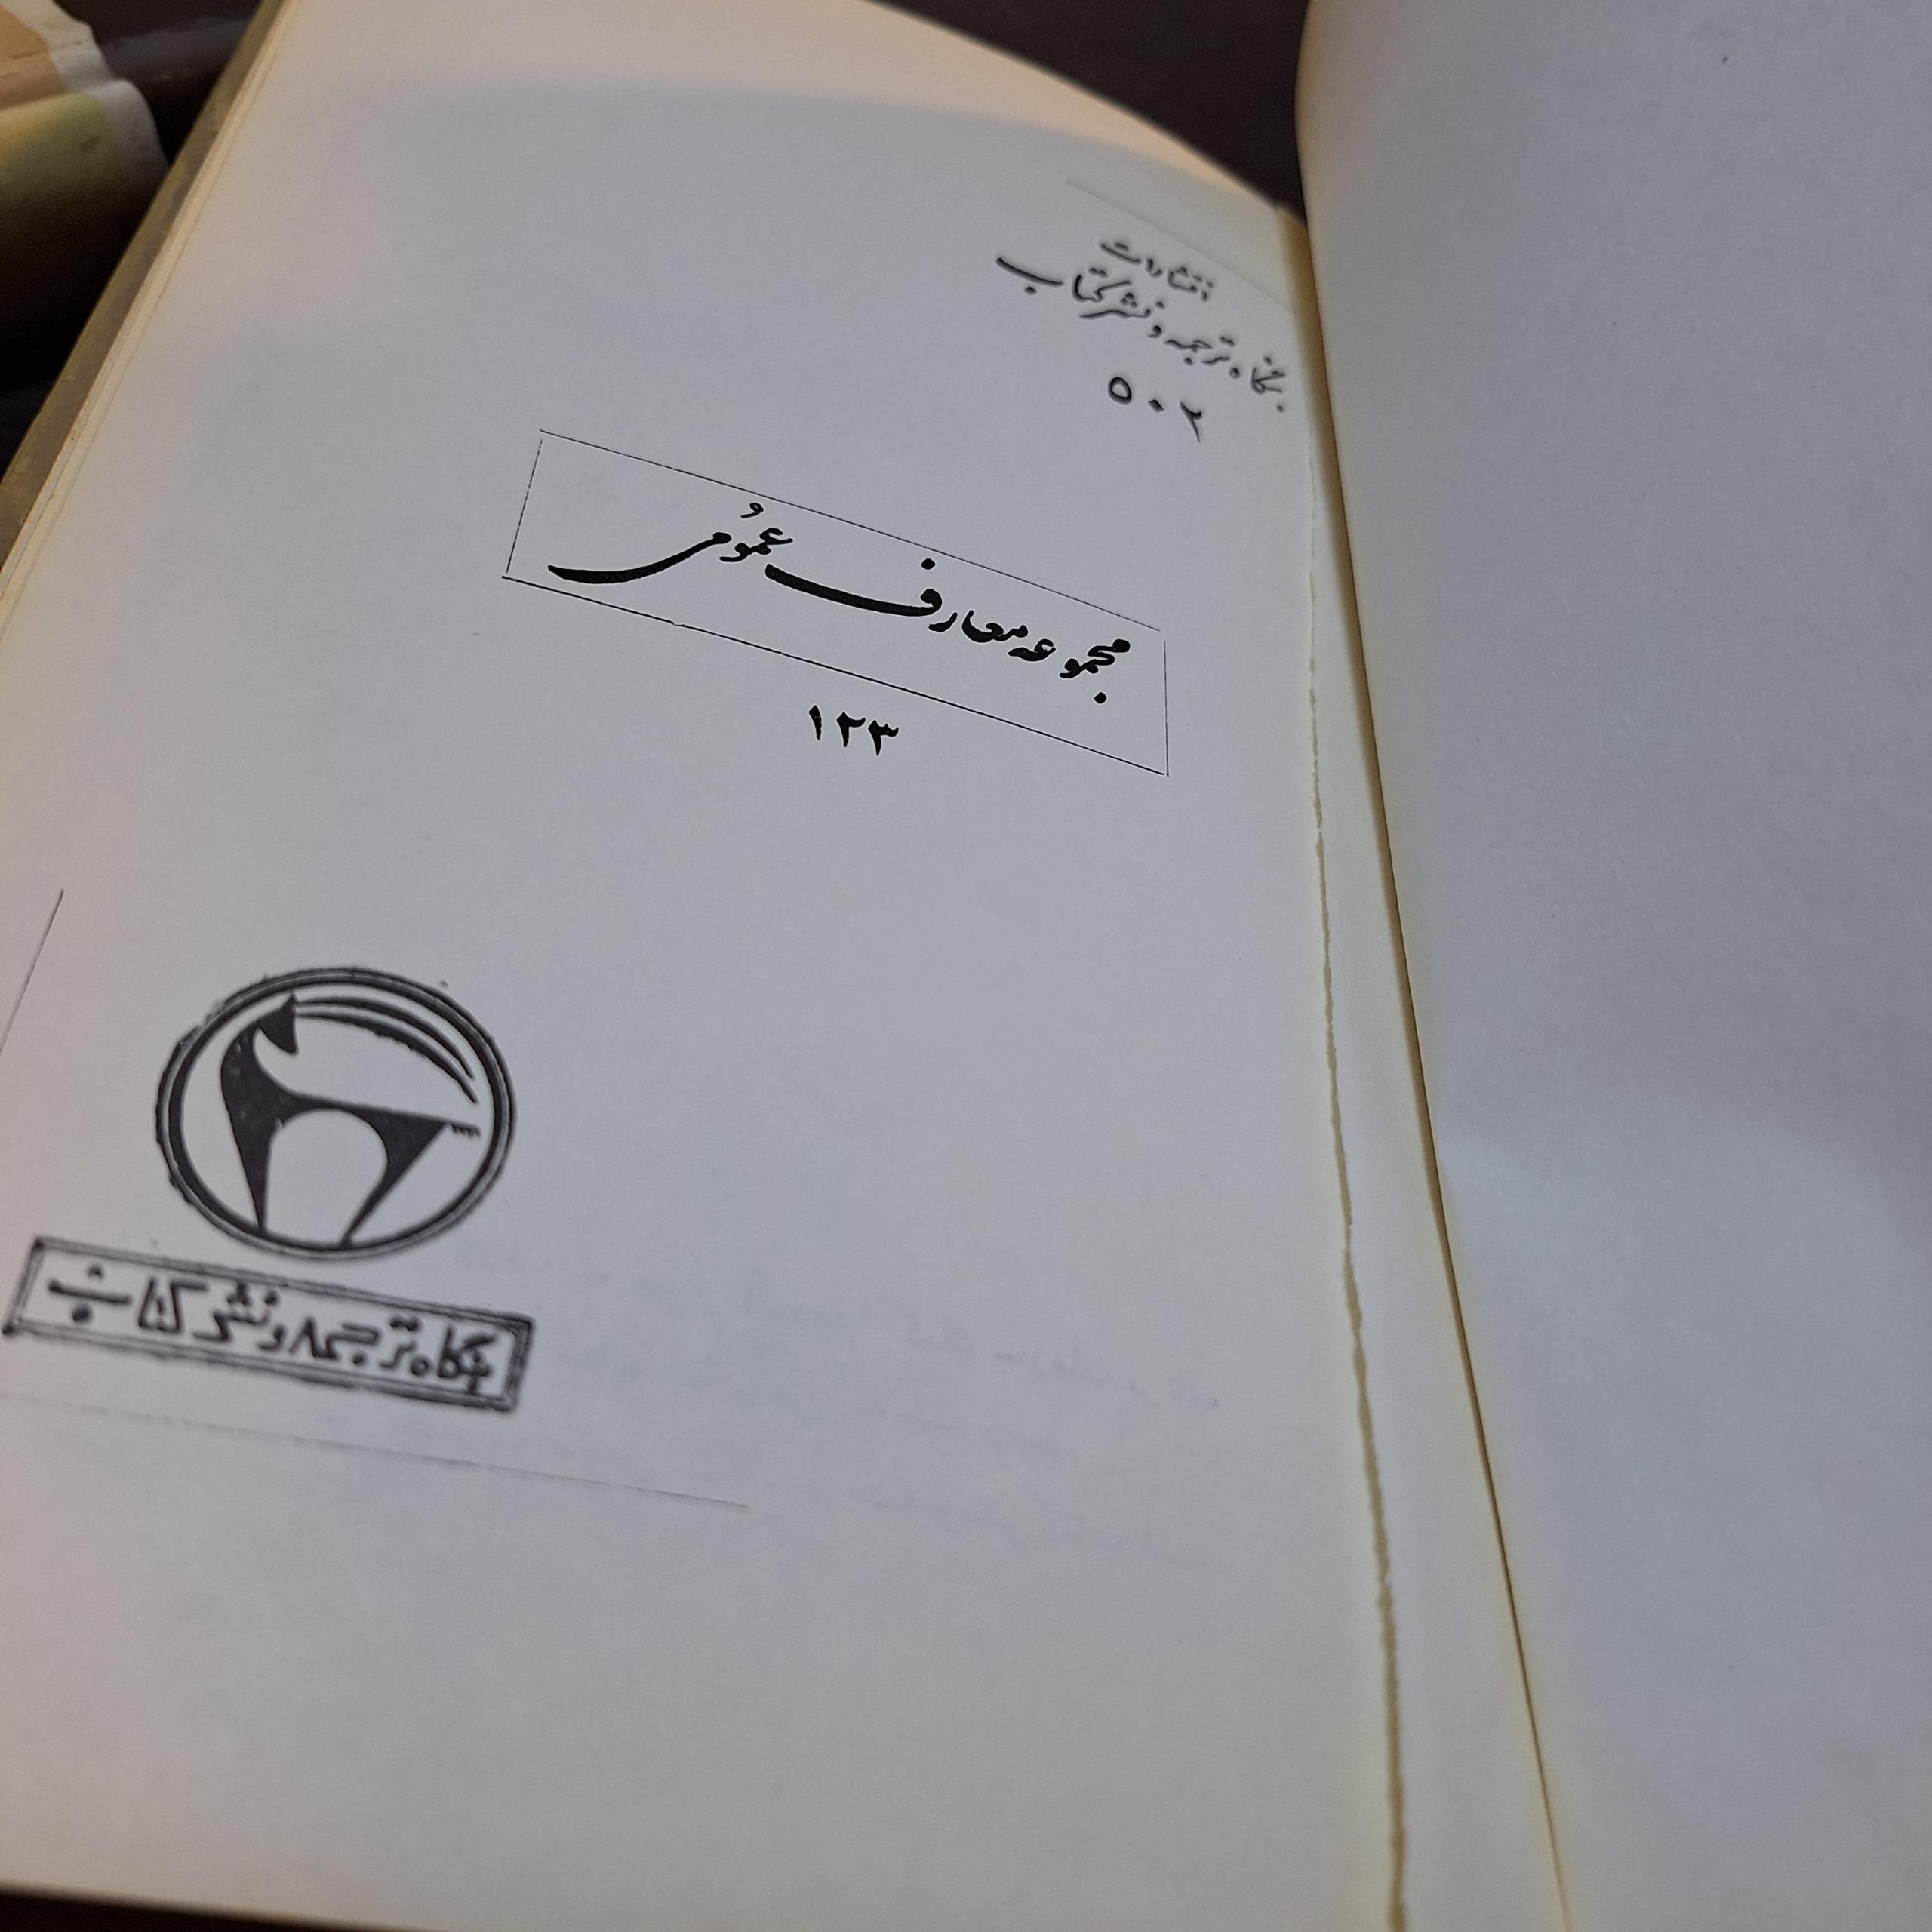 انتشارات
بنگاه ترجمه و نشر کتاب
۵۰۲
مجموعه معارف عمومی
۱۲۳
بنگاه ترجمه و نشر کتاب